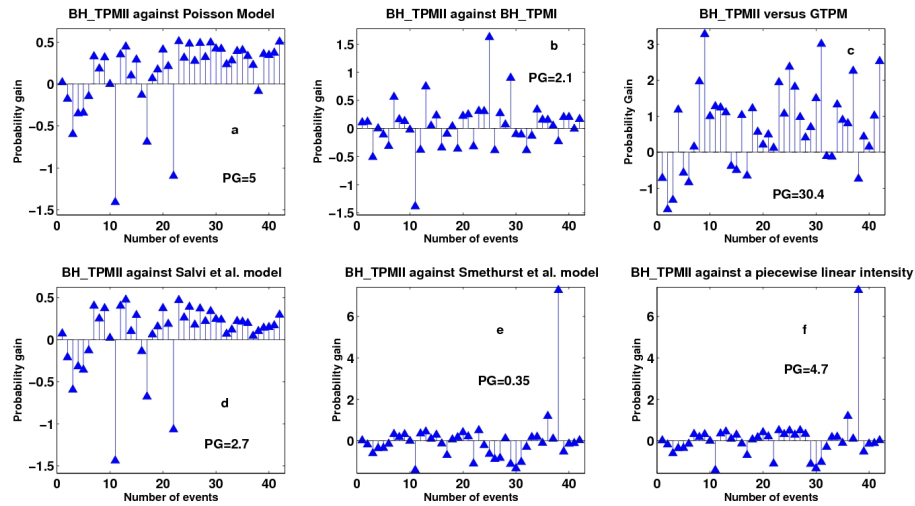 BH_TPMII against Poisson Model
Probability gain
0.5
0
−0.5
−1
−1.5
a
PG=5
0 10 20 30 40
Number of events
BH_TPMII against BH_TPMI
Probability gain
1.5
1
0.5
0
−0.5
−1
−1.5
b
PG=2.1
0 10 20 30 40
Number of events
BH_TPMII versus GTPM
Probability Gain
3
2
1
0
−1
c
PG=30.4
0 10 20 30 40
Number of events
BH_TPMII against Salvi et al. model
Probability gain
0.5
0
−0.5
−1
−1.5
d
PG=2.7
0 10 20 30 40
Number of events
BH_TPMII against Smethurst et al. model
Probability gain
6
4
2
0
e
PG=0.35
0 10 20 30 40
Number of events
BH_TPMII against a piecewise linear intensity
Probability gain
6
4
2
0
f
PG=4.7
0 10 20 30 40
Number of events